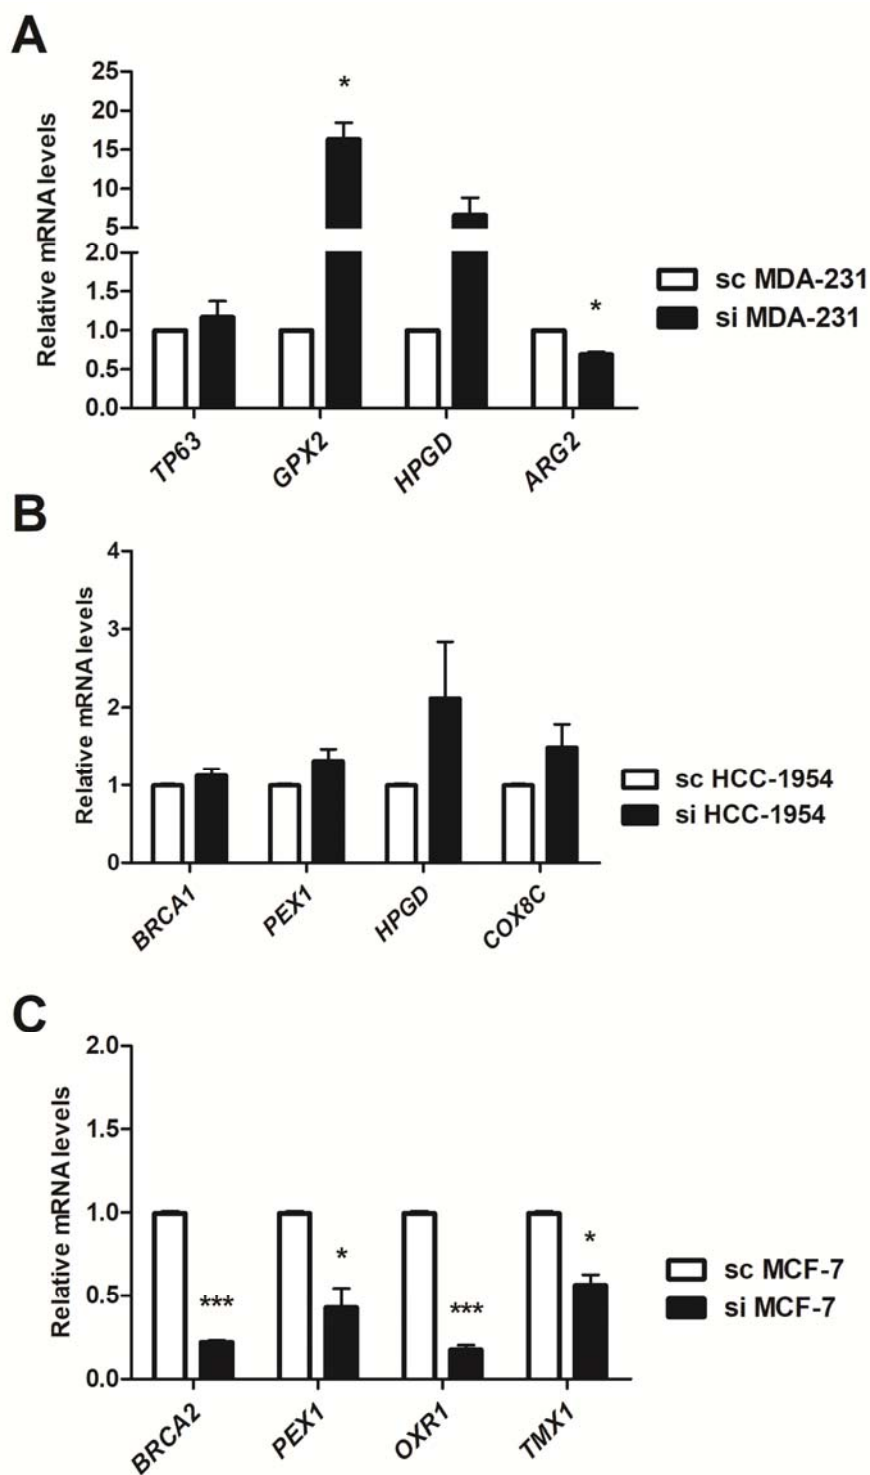 A
Relative mRNA levels
25
20
15
10
5
2.0
1.5
1.0
0.5
0.0
*
*
TP63
GPX2
HPGD
ARG2
sc MDA-231
si MDA-231
B
Relative mRNA levels
4
3
2
1
0
BRCA1
PEX1
HPGD
COX8C
sc HCC-1954
si HCC-1954
C
Relative mRNA levels
2.0
1.5
1.0
0.5
0.0
***
*
***
*
BRCA2
PEX1
OXR1
TMX1
sc MCF-7
si MCF-7